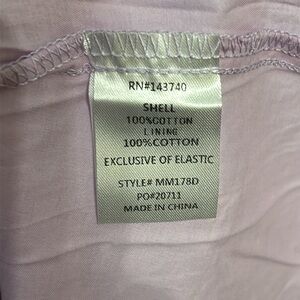 RN#143740
SHELL
100%COTTON
LINING
100%COTTON
EXCLUSIVE OF ELASTIC
STYLE# MM178D
PO#20711
MADE IN CHINA